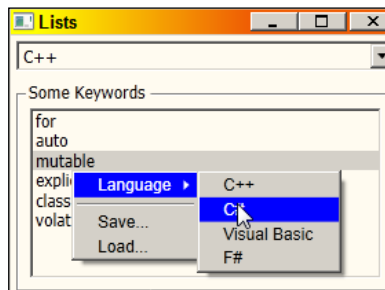 Lists
C++
Some Keywords
for
auto
mutable
expli
class
volat
Language
Save...
Load...
C++
C#
Visual Basic
F#